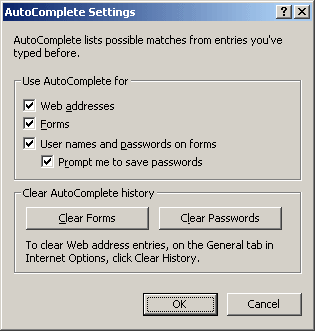 AutoComplete Settings
AutoComplete lists possible matches from entries you've
typed before.
Use AutoComplete for
Web addresses
Forms
User names and passwords on forms
Prompt me to save passwords
Clear AutoComplete history
Clear Forms
Clear Passwords
To clear Web address entries, on the General tab in
Internet Options, click Clear History.
OK
Cancel